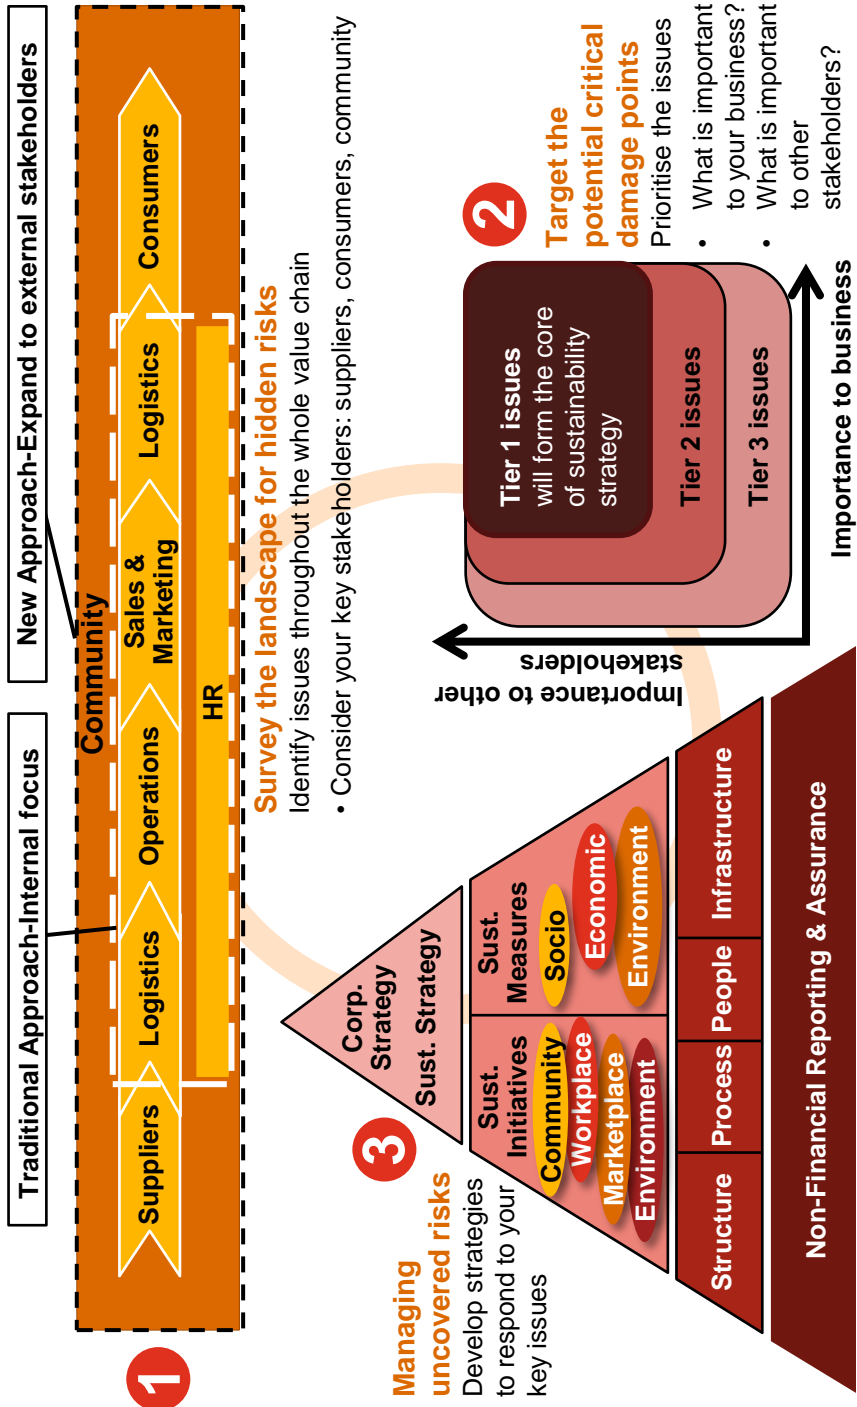 Traditional Approach-Internal focus
New Approach-Expand to external stakeholders
1
Community
Suppliers
Logistics
Operations
Sales &
Marketing
Logistics
Consumers
HR
Survey the landscape for hidden risks
Identify issues throughout the whole value chain
• Consider your key stakeholders: suppliers, consumers, community
2
Target the
potential critical
damage points
Prioritise the issues
• What is important
to your business?
• What is important
to other
stakeholders?
Tier 1 issues
will form the core
of sustainability
strategy
Tier 2 issues
Tier 3 issues
Importance to other
stakeholders
Importance to business
3
Managing
uncovered risks
Develop strategies
to respond to your
key issues
Corp.
Strategy
Sust. Strategy
Sust.
Initiatives
Community
Workplace
Marketplace
Environment
Sust.
Measures
Socio
Economic
Environment
Structure
Process
People
Infrastructure
Non-Financial Reporting & Assurance